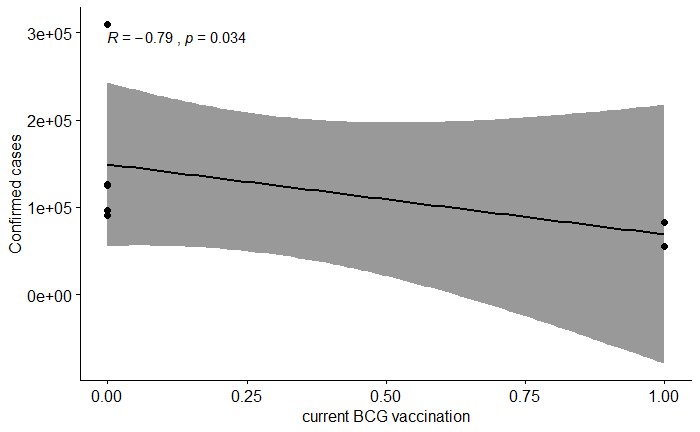 3e+05
R = −0.79 , p = 0.034
2e+05
Confirmed cases
1e+05
0e+00
0.00 0.25 0.50 0.75 1.00
current BCG vaccination